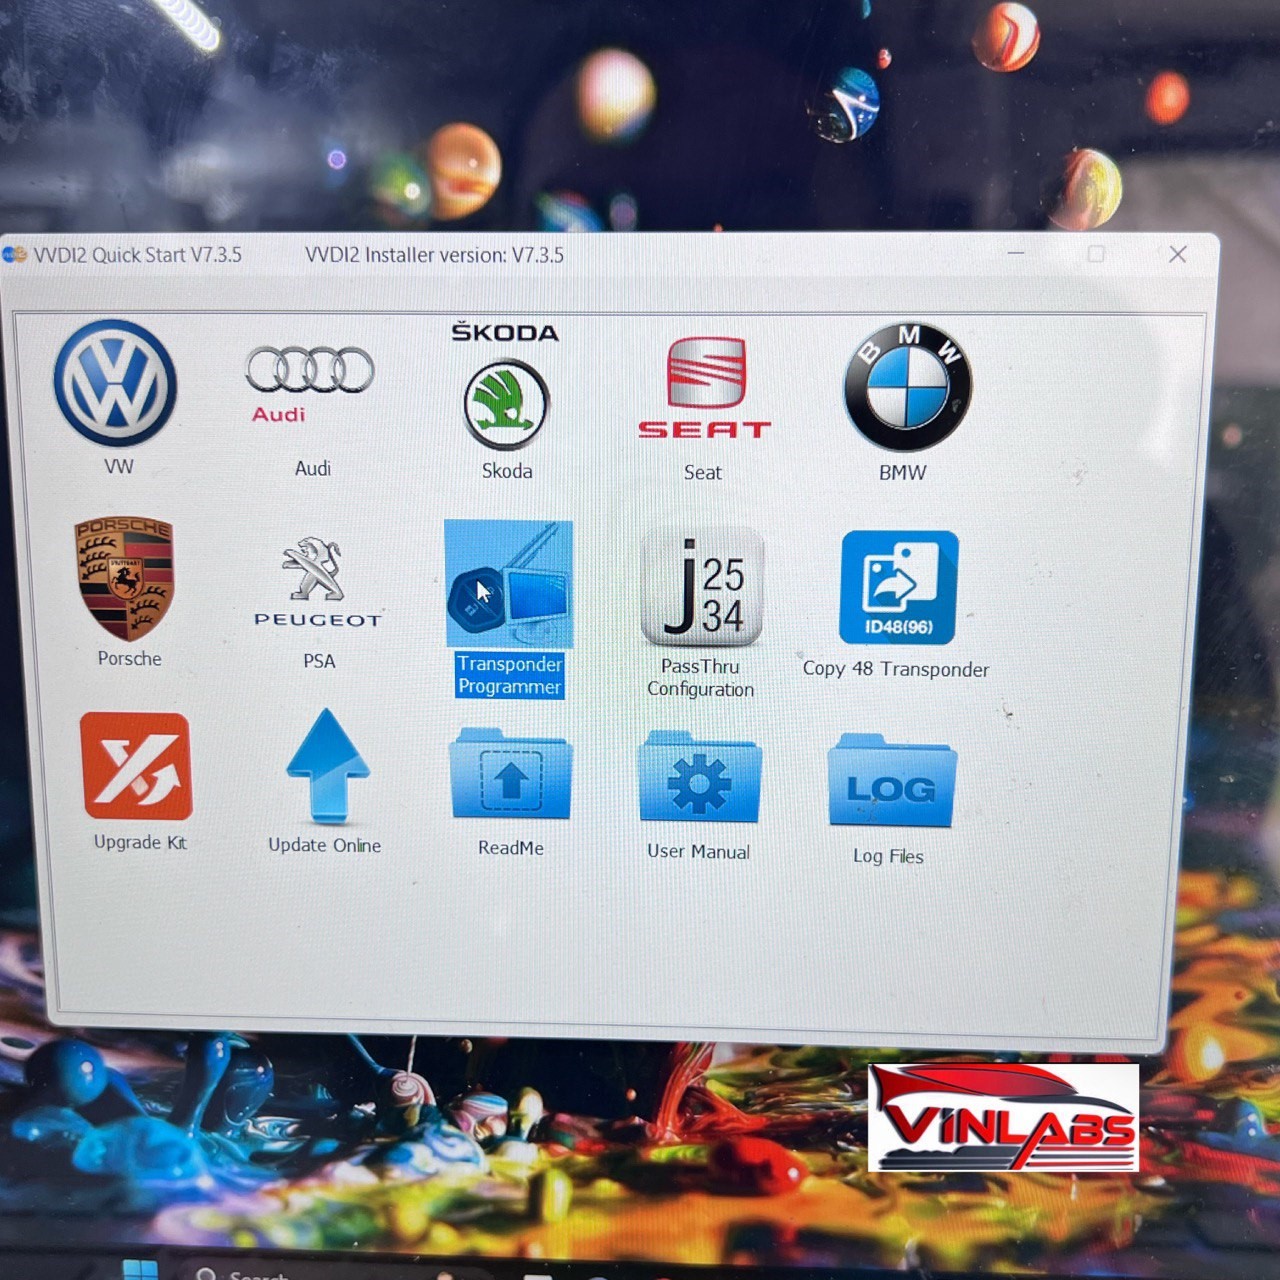 VVDI2 Quick Start V7.3.5 VVDI2 Installer version: V7.3.5
ŠKODA
BMW
Audi
SEAT
VW Audi Skoda Seat BMW
PORSCHE
STUTTGART
j 25 34
PEUGEOT
ID48(96)
Porsche PSA Transponder Programmer PassThru Configuration Copy 48 Transponder
LOG
Upgrade Kit Update Online ReadMe User Manual Log Files
VINLABS
Search